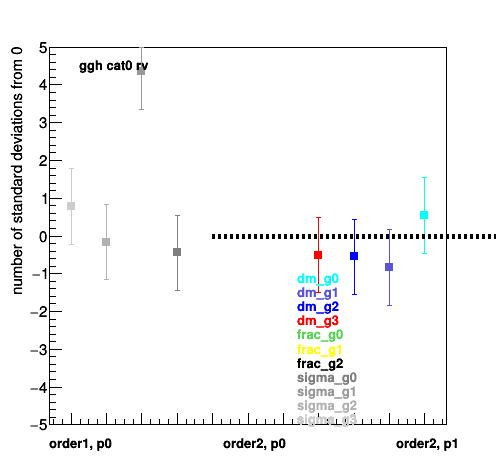 number of standard deviations from 0
5
ggh cat0 rv
4
3
2
1
0
−1
−2
−3
−4
−5
dm_g0
dm_g1
dm_g2
dm_g3
frac_g0
frac_g1
frac_g2
sigma_g0
sigma_g1
sigma_g2
sigma_g3
order1, p0
order2, p0
order2, p1